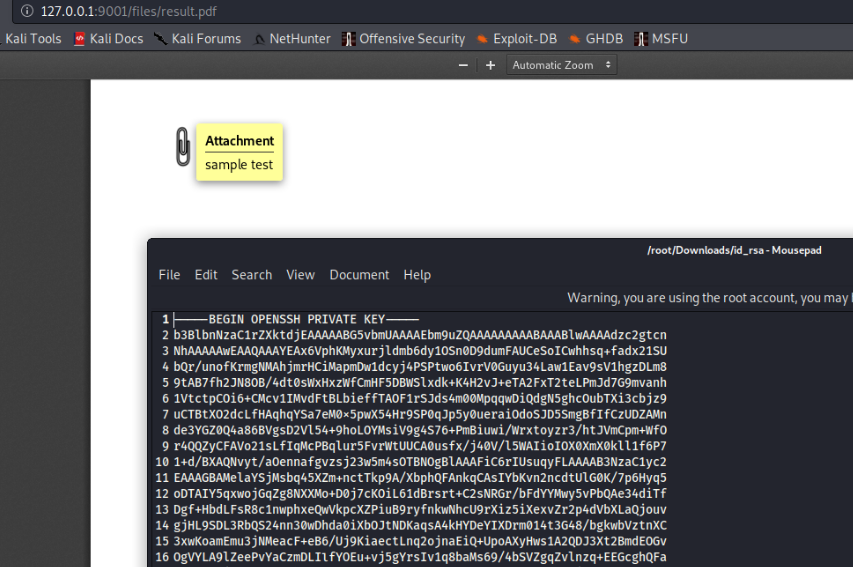 127.0.0.1:9001/files/result.pdf
Kali Tools Kali Docs Kali Forums NetHunter Offensive Security Exploit-DB GHDB MSFU
Automatic Zoom
Attachment
sample test
/root/Downloads/id_rsa - Mousepad
File Edit Search View Document Help
Warning, you are using the root account, you may
1 -----BEGIN OPENSSH PRIVATE KEY-----
2 b3BlbnNzaC1rZXktdjEAAAAABG5vbmUAAAAEbm9uZQAAAAAAAAABAAABlwAAAAdzc2gtcn
3 NhAAAAAwEAAQAAAYEAx6VphKMyxurjldmb6dy1OSn0D9dumFAUCeSoICwhhsq+fadx21SU
4 bQr/unofKrmgNMAhjmrHCiMapmDw1dcyj4PSPtwo6IvrV0Guyu34Law1Eav9sV1hgzDLm8
5 9tAB7fh2JN8OB/4dt0sWxHxzWfCmHF5DBWSlxdk+K4H2vJ+eTA2FxT2teLPmJd7G9mvanh
6 1VtctpCOi6+CMcv1IMvdFtBLbieffTAOF1rSJds4m00MpqqwDiQdgN5ghcOubTXi3cbjz9
7 uCTBtXO2dcLfHAqhqYSa7eM0×5pwX54Hr9SP0qJp5y0ueraiOdoSJD5SmgBfIfCzUDZAMn
8 de3YGZ0Q4a86BVgsD2Vl54+9hoLOYMsiV9g4S76+PmBiuwi/Wrxtoyzr3/htJVmCpm+WfO
9 r4QQZyCFAVo21sLfIqMcPBqlur5FvrWtUUCA0usfx/j40V/l5WAIioIOX0XmX0kll1f6P7
10 1+d/BXAQNvyt/aOennafgvzsj23w5m4sOTBNOgBlAAAFiC6rIUsuqyFLAAAAB3NzaC1yc2
11 EAAAGBAMelaYSjMsbq45XZm+nctTkp9A/XbphQFAnkqCAsIYbKvn2ncdtUlG0K/7p6Hyq5
12 oDTAIY5qxwojGqZg8NXXMo+D0j7cKOiL61dBrsrt+C2sNRGr/bFdYYMwy5vPbQAe34diTf
13 Dgf+HbdLFsR8c1nwphxeQwVkpcXZPiuB9ryfnkwNhcU9rXiz5iXexvZr2p4dVbXLaQjouv
14 gjHL9SDL3RbQS24nn30wDhda0iXbOJtNDKaqsA4kHYDeYIXDrm014t3G48/bgkwbVztnXC
15 3xwKoamEmu3jNMeacF+eB6/Uj9KiaectLnq2ojnaEiQ+UpoAXyHws1A2QDJ3Xt2BmdEOGv
16 OgVYLA9lZeePvYaCzmDLIlfYOEu+vj5gYrsIv1q8baMs69/4bSVZgqZvlnzq+EEGcghQFa